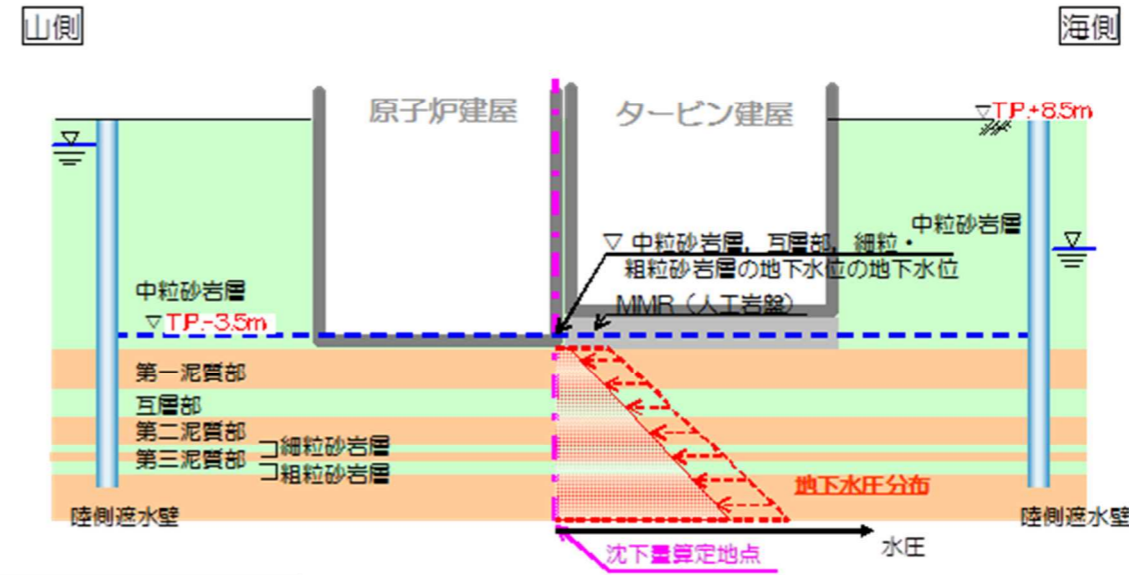 山側
海側
原子炉建屋
タービン建屋
▽T.P.+8.5m
中粒砂岩層
▽ 中粒砂岩層，互層部，細粒・
粗粒砂岩層の地下水位の地下水位
MMR（人工岩盤）
中粒砂岩層
▽T.P.-3.5m
第一泥質部
互層部
第二泥質部
細粒砂岩層
第三泥質部
粗粒砂岩層
地下水圧分布
陸側遮水壁
陸側遮水壁
水圧
沈下量算定地点